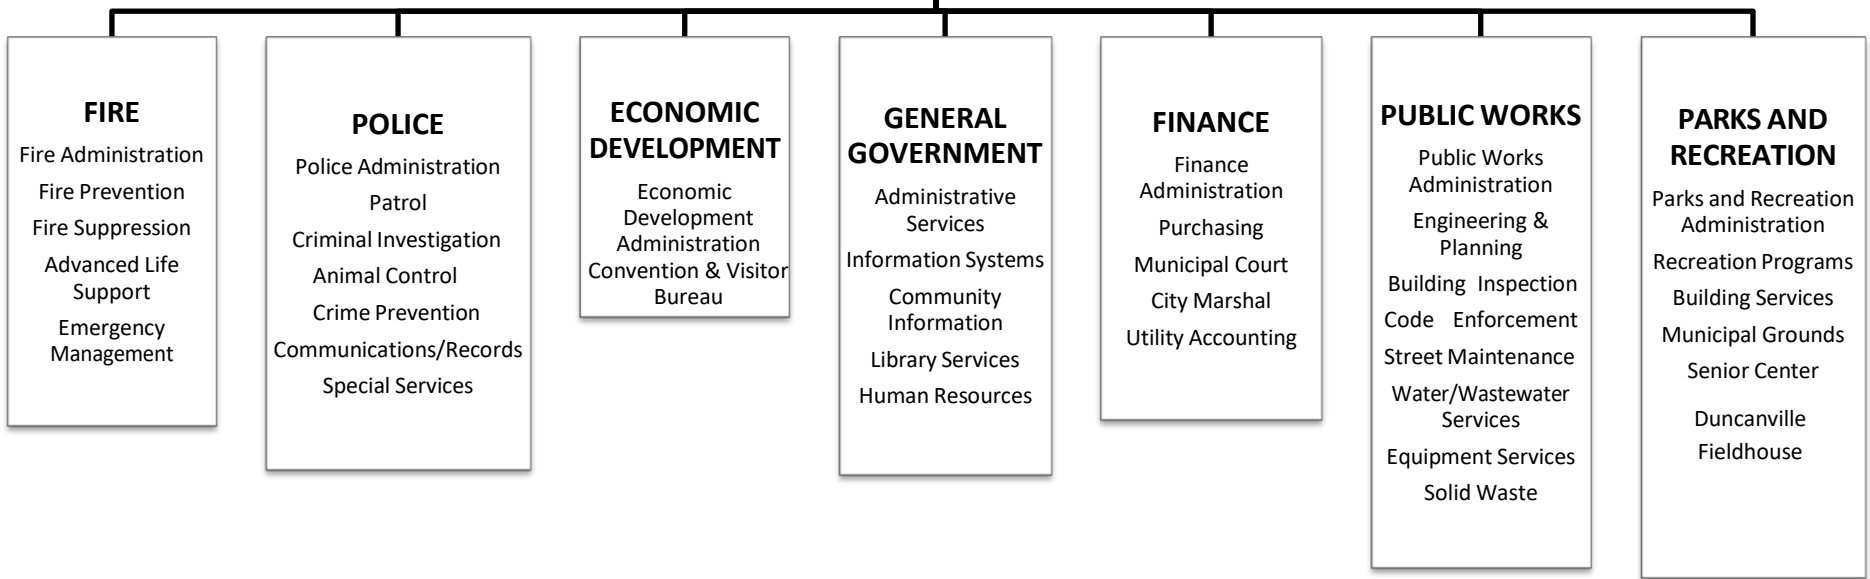 FIRE
Fire Administration
Fire Prevention
Fire Suppression
Advanced Life
Support
Emergency
Management
POLICE
Police Administration
Patrol
Criminal Investigation
Animal Control
Crime Prevention
Communications/Records
Special Services
ECONOMIC
DEVELOPMENT
Economic
Development
Administration
Convention & Visitor
Bureau
GENERAL
GOVERNMENT
Administrative
Services
Information Systems
Community
Information
Library Services
Human Resources
FINANCE
Finance
Administration
Purchasing
Municipal Court
City Marshal
Utility Accounting
PUBLIC WORKS
Public Works
Administration
Engineering &
Planning
Building Inspection
Code Enforcement
Street Maintenance
Water/Wastewater
Services
Equipment Services
Solid Waste
PARKS AND
RECREATION
Parks and Recreation
Administration
Recreation Programs
Building Services
Municipal Grounds
Senior Center
Duncanville
Fieldhouse